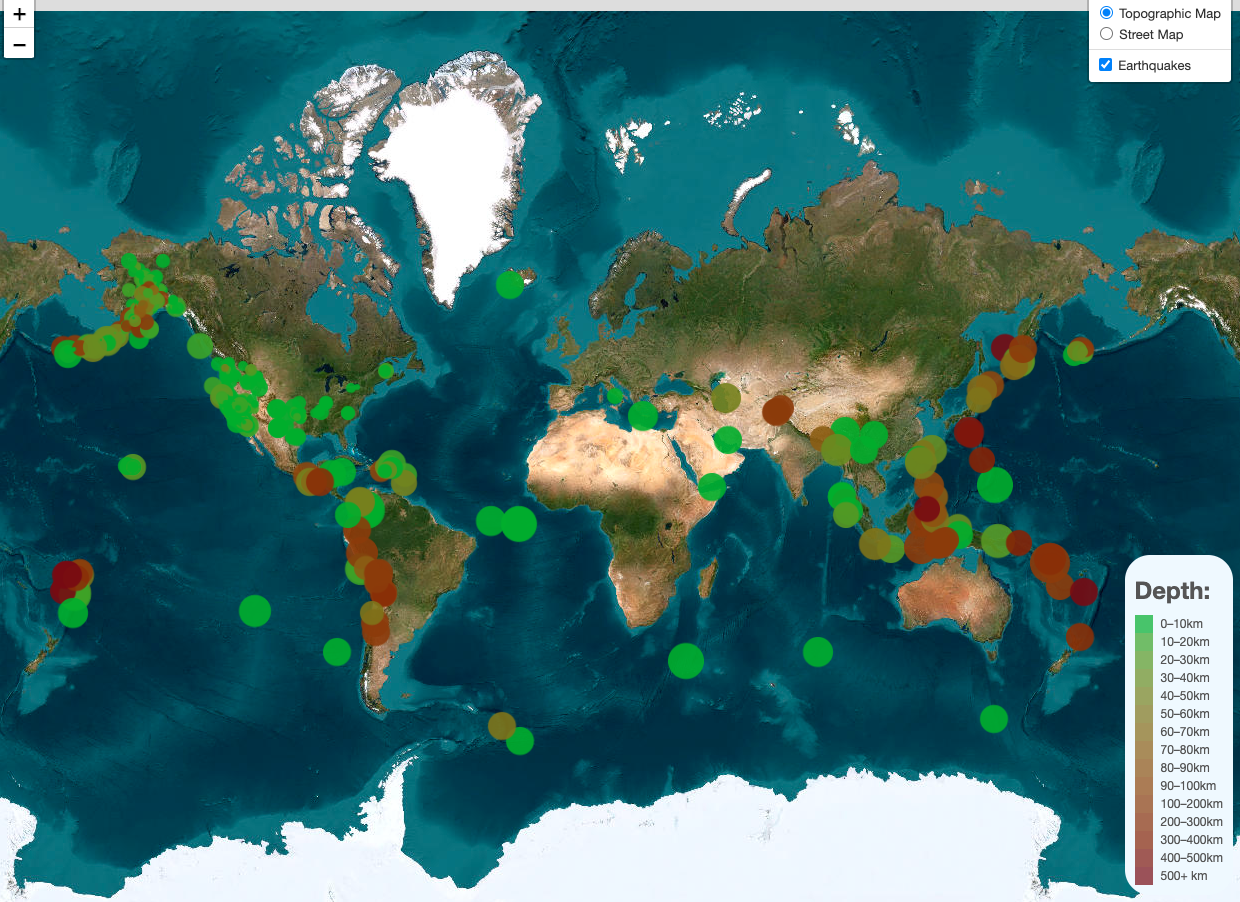 +
−
Topographic Map
Street Map
Earthquakes
Depth:
0–10km
10–20km
20–30km
30–40km
40–50km
50–60km
60–70km
70–80km
80–90km
90–100km
100–200km
200–300km
300–400km
400–500km
500+ km